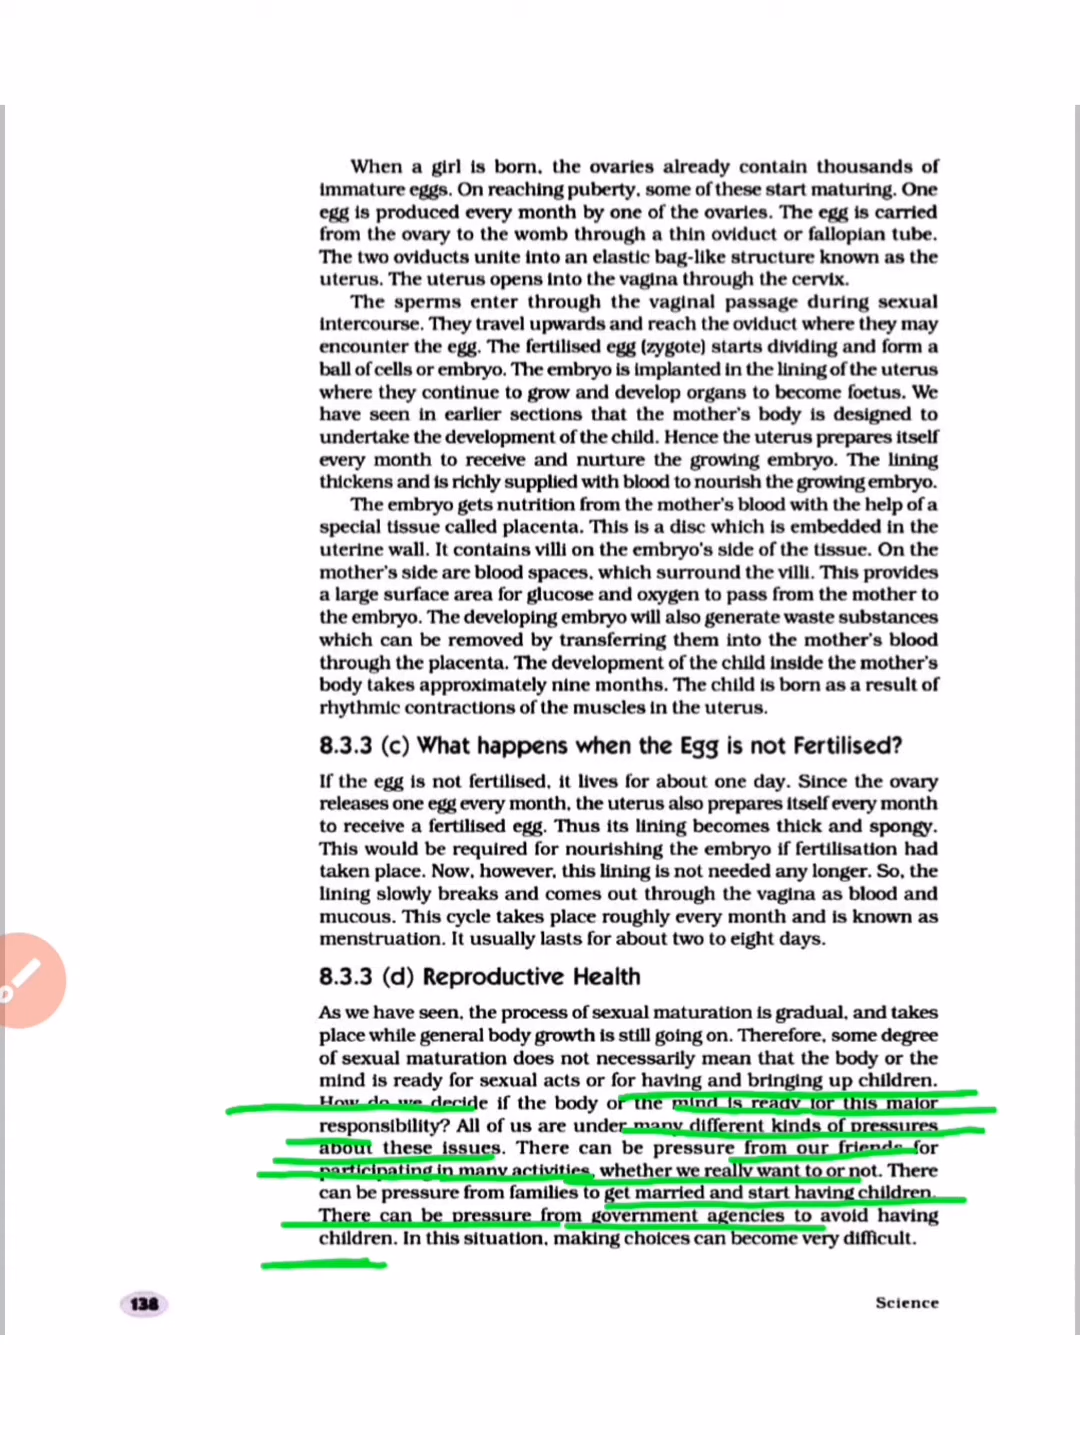 When a girl is born, the ovaries already contain thousands of
immature eggs. On reaching puberty, some of these start maturing. One
egg is produced every month by one of the ovaries. The egg is carried
from the ovary to the womb through a thin oviduct or fallopian tube.
The two oviducts unite into an elastic bag-like structure known as the
uterus. The uterus opens into the vagina through the cervix.
The sperms enter through the vaginal passage during sexual
intercourse. They travel upwards and reach the oviduct where they may
encounter the egg. The fertilised egg (zygote) starts dividing and form a
ball of cells or embryo. The embryo is implanted in the lining of the uterus
where they continue to grow and develop organs to become foetus. We
have seen in earlier sections that the mother's body is designed to
undertake the development of the child. Hence the uterus prepares itself
every month to receive and nurture the growing embryo. The lining
thickens and is richly supplied with blood to nourish the growing embryo.
The embryo gets nutrition from the mother's blood with the help of a
special tissue called placenta. This is a disc which is embedded in the
uterine wall. It contains villi on the embryo's side of the tissue. On the
mother's side are blood spaces, which surround the villi. This provides
a large surface area for glucose and oxygen to pass from the mother to
the embryo. The developing embryo will also generate waste substances
which can be removed by transferring them into the mother's blood
through the placenta. The development of the child inside the mother's
body takes approximately nine months. The child is born as a result of
rhythmic contractions of the muscles in the uterus.
8.3.3 (c) What happens when the Egg is not Fertilised?
If the egg is not fertilised, it lives for about one day. Since the ovary
releases one egg every month, the uterus also prepares itself every month
to receive a fertilised egg. Thus its lining becomes thick and spongy.
This would be required for nourishing the embryo if fertilisation had
taken place. Now, however, this lining is not needed any longer. So, the
lining slowly breaks and comes out through the vagina as blood and
mucous. This cycle takes place roughly every month and is known as
menstruation. It usually lasts for about two to eight days.
8.3.3 (d) Reproductive Health
As we have seen, the process of sexual maturation is gradual, and takes
place while general body growth is still going on. Therefore, some degree
of sexual maturation does not necessarily mean that the body or the
mind is ready for sexual acts or for having and bringing up children.
How do we decide if the body or the mind is ready for this major
responsibility? All of us are under many different kinds of pressures
about these issues. There can be pressure from our friends for
participating in many activities, whether we really want to or not. There
can be pressure from families to get married and start having children.
There can be pressure from government agencies to avoid having
children. In this situation, making choices can become very difficult.
138
Science